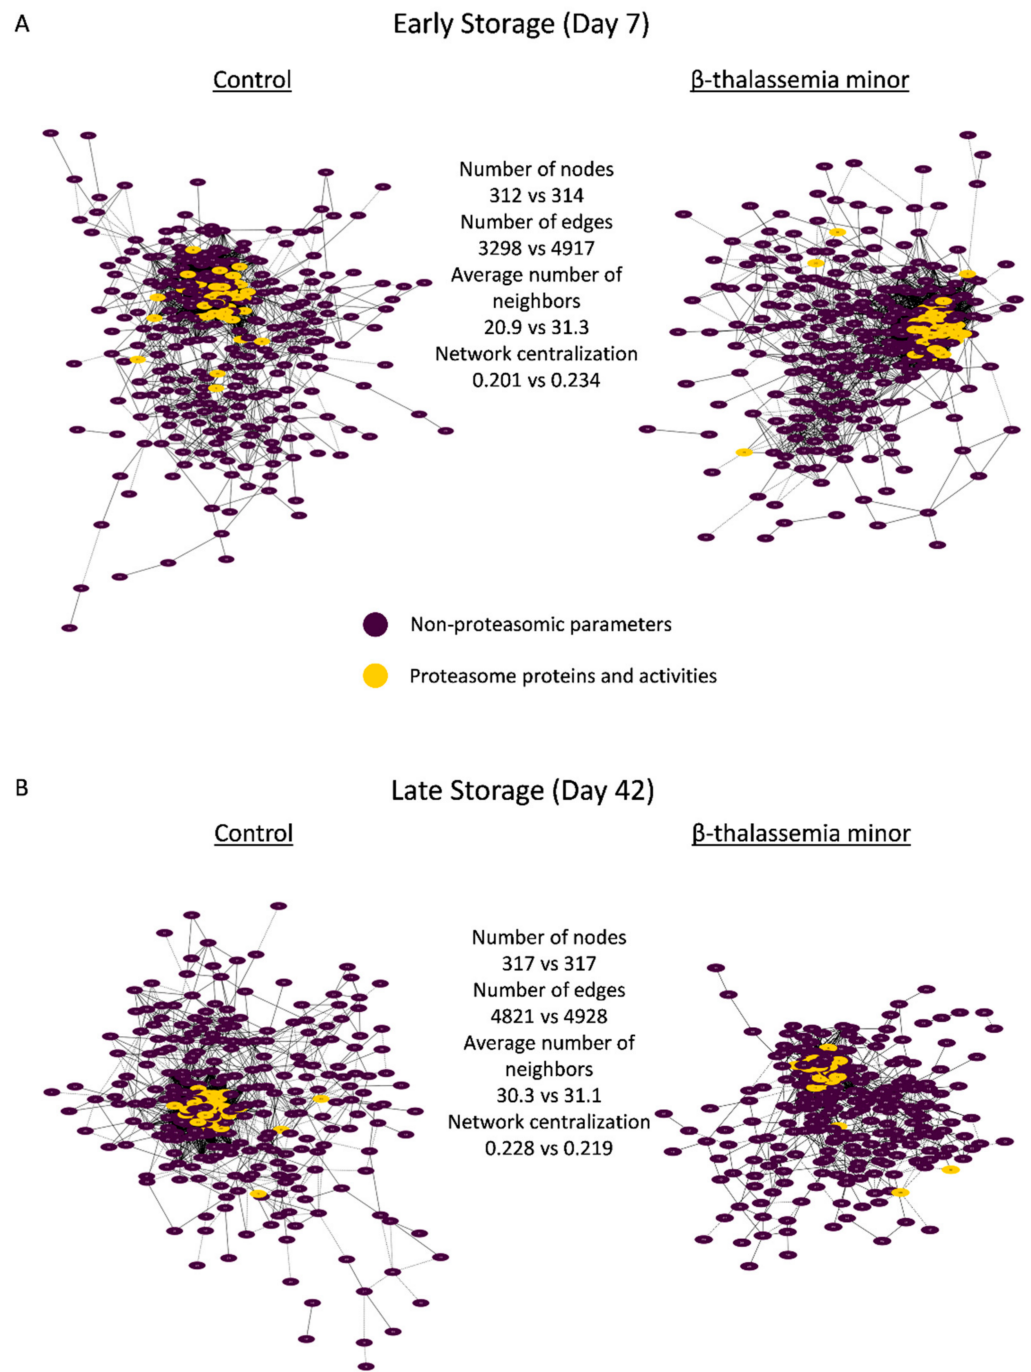 A
Early Storage (Day 7)
Control
β-thalassemia minor
Number of nodes
312 vs 314
Number of edges
3298 vs 4917
Average number of
neighbors
20.9 vs 31.3
Network centralization
0.201 vs 0.234
Non-proteasomic parameters
Proteasome proteins and activities
B
Late Storage (Day 42)
Control
β-thalassemia minor
Number of nodes
317 vs 317
Number of edges
4821 vs 4928
Average number of
neighbors
30.3 vs 31.1
Network centralization
0.228 vs 0.219